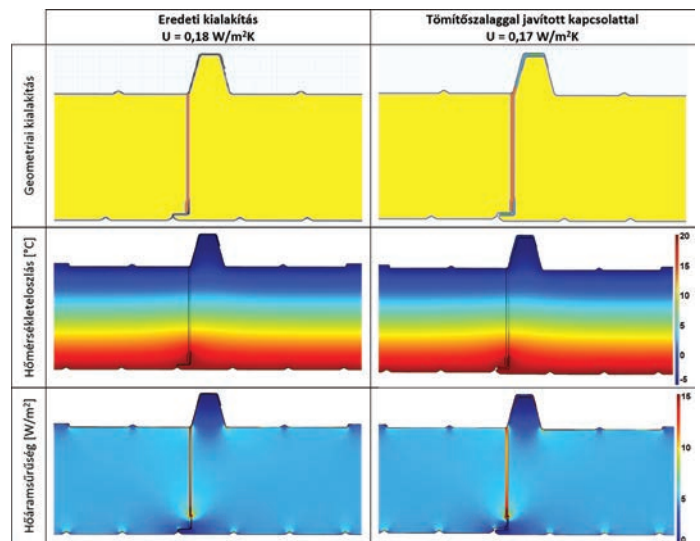 Eredeti kialakítás
U = 0,18 W/m²K
Tömítőszalaggal javított kapcsolattal
U = 0,17 W/m²K
Geometriai kialakítás
Hőmérsékleteloszlás [°C]
20
15
10
5
0
-5
Hőáramsűrűség [W/m²]
15
10
5
0